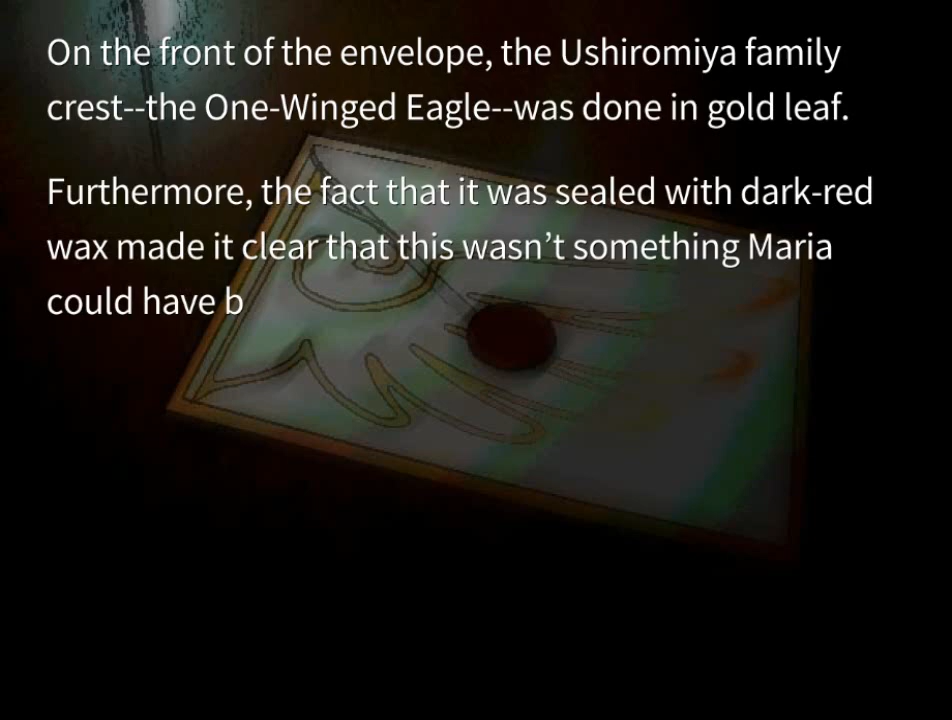 On the front of the envelope, the Ushiromiya family
crest--the One-Winged Eagle--was done in gold leaf.
Furthermore, the fact that it was sealed with dark-red
wax made it clear that this wasn’t something Maria
could have b